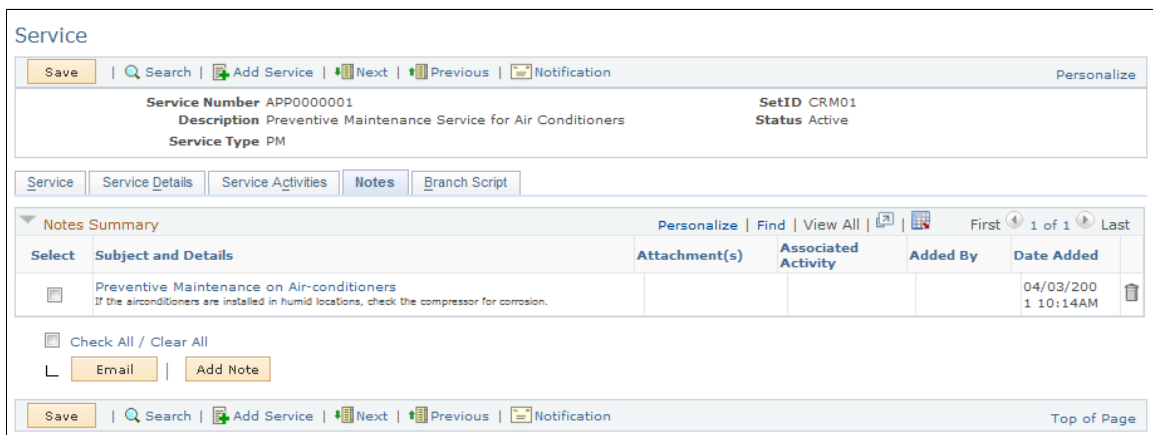 Service
Save | Search | Add Service | Next | Previous | Notification Personalize
Service Number APP0000001 SetID CRM01
Description Preventive Maintenance Service for Air Conditioners Status Active
Service Type PM
Service Service Details Service Activities Notes Branch Script
Notes Summary Personalize | Find | View All | | First 1 of 1 Last
Select Subject and Details Attachment(s) Associated Activity Added By Date Added
Preventive Maintenance on Air-conditioners 04/03/200
If the airconditioners are installed in humid locations, check the compressor for corrosion. 1 10:14AM
Check All / Clear All
Email | Add Note
Save | Search | Add Service | Next | Previous | Notification Top of Page